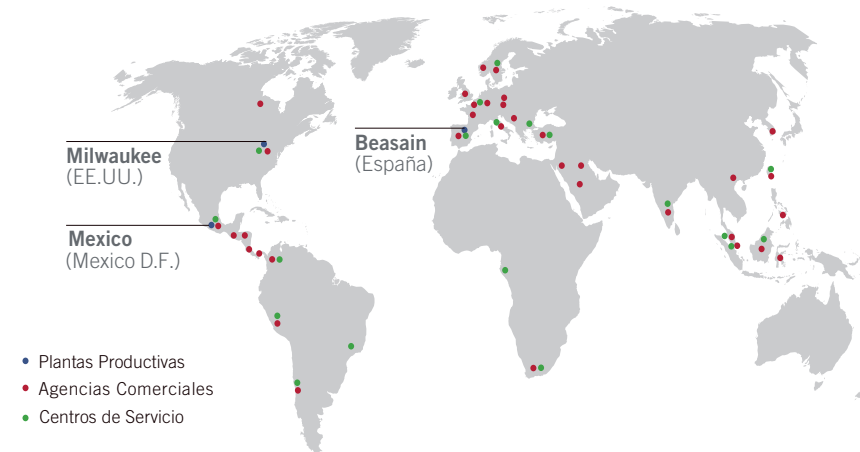 Milwaukee
(EE.UU.)
Beasain
(España)
Mexico
(Mexico D.F.)
Plantas Productivas
Agencias Comerciales
Centros de Servicio